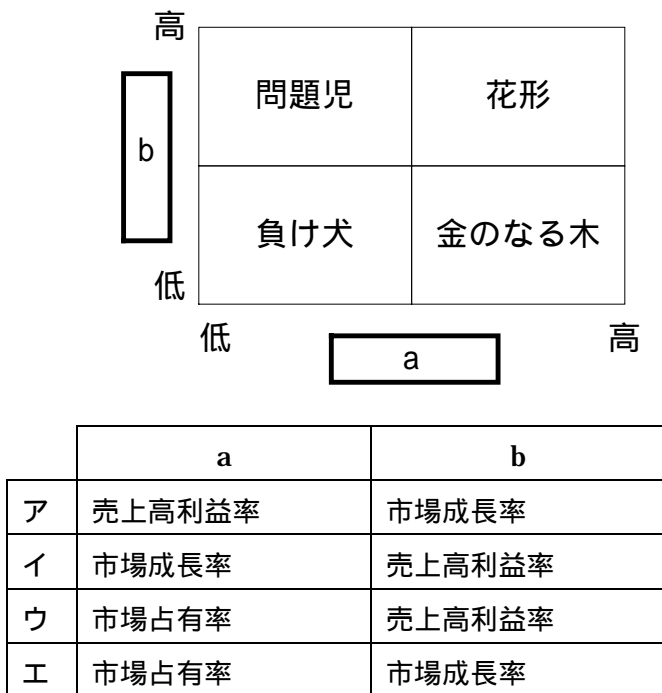 高
問題児 花形
b
負け犬 金のなる木
低
低 高
a
a b
ア 売上高利益率 市場成長率
イ 市場成長率 売上高利益率
ウ 市場占有率 売上高利益率
エ 市場占有率 市場成長率